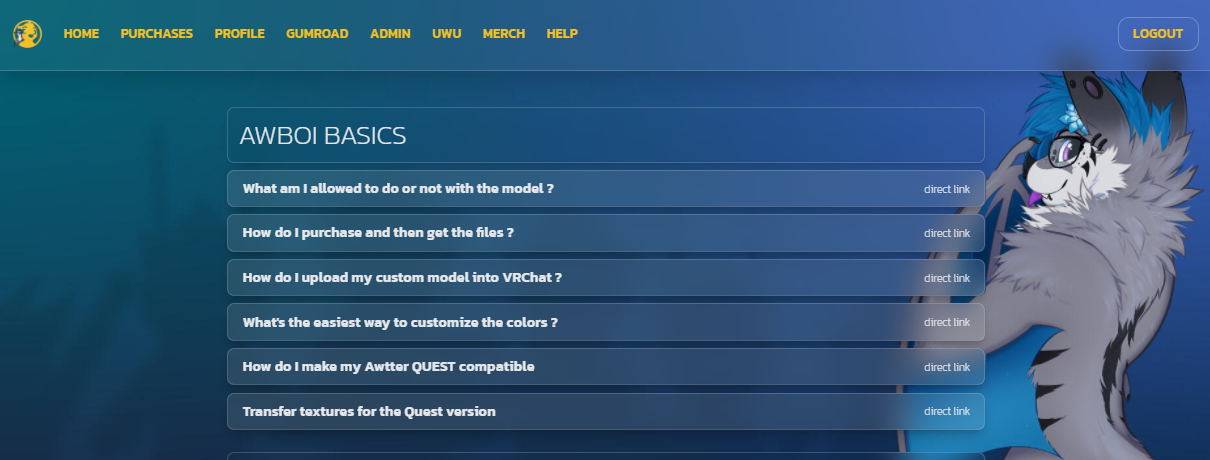 HOME PURCHASES PROFILE GUMROAD ADMIN UWU MERCH HELP LOGOUT
AWBOI BASICS
What am I allowed to do or not with the model ? direct link
How do I purchase and then get the files ? direct link
How do I upload my custom model into VRChat ? direct link
What's the easiest way to customize the colors ? direct link
How do I make my Awtter QUEST compatible direct link
Transfer textures for the Quest version direct link